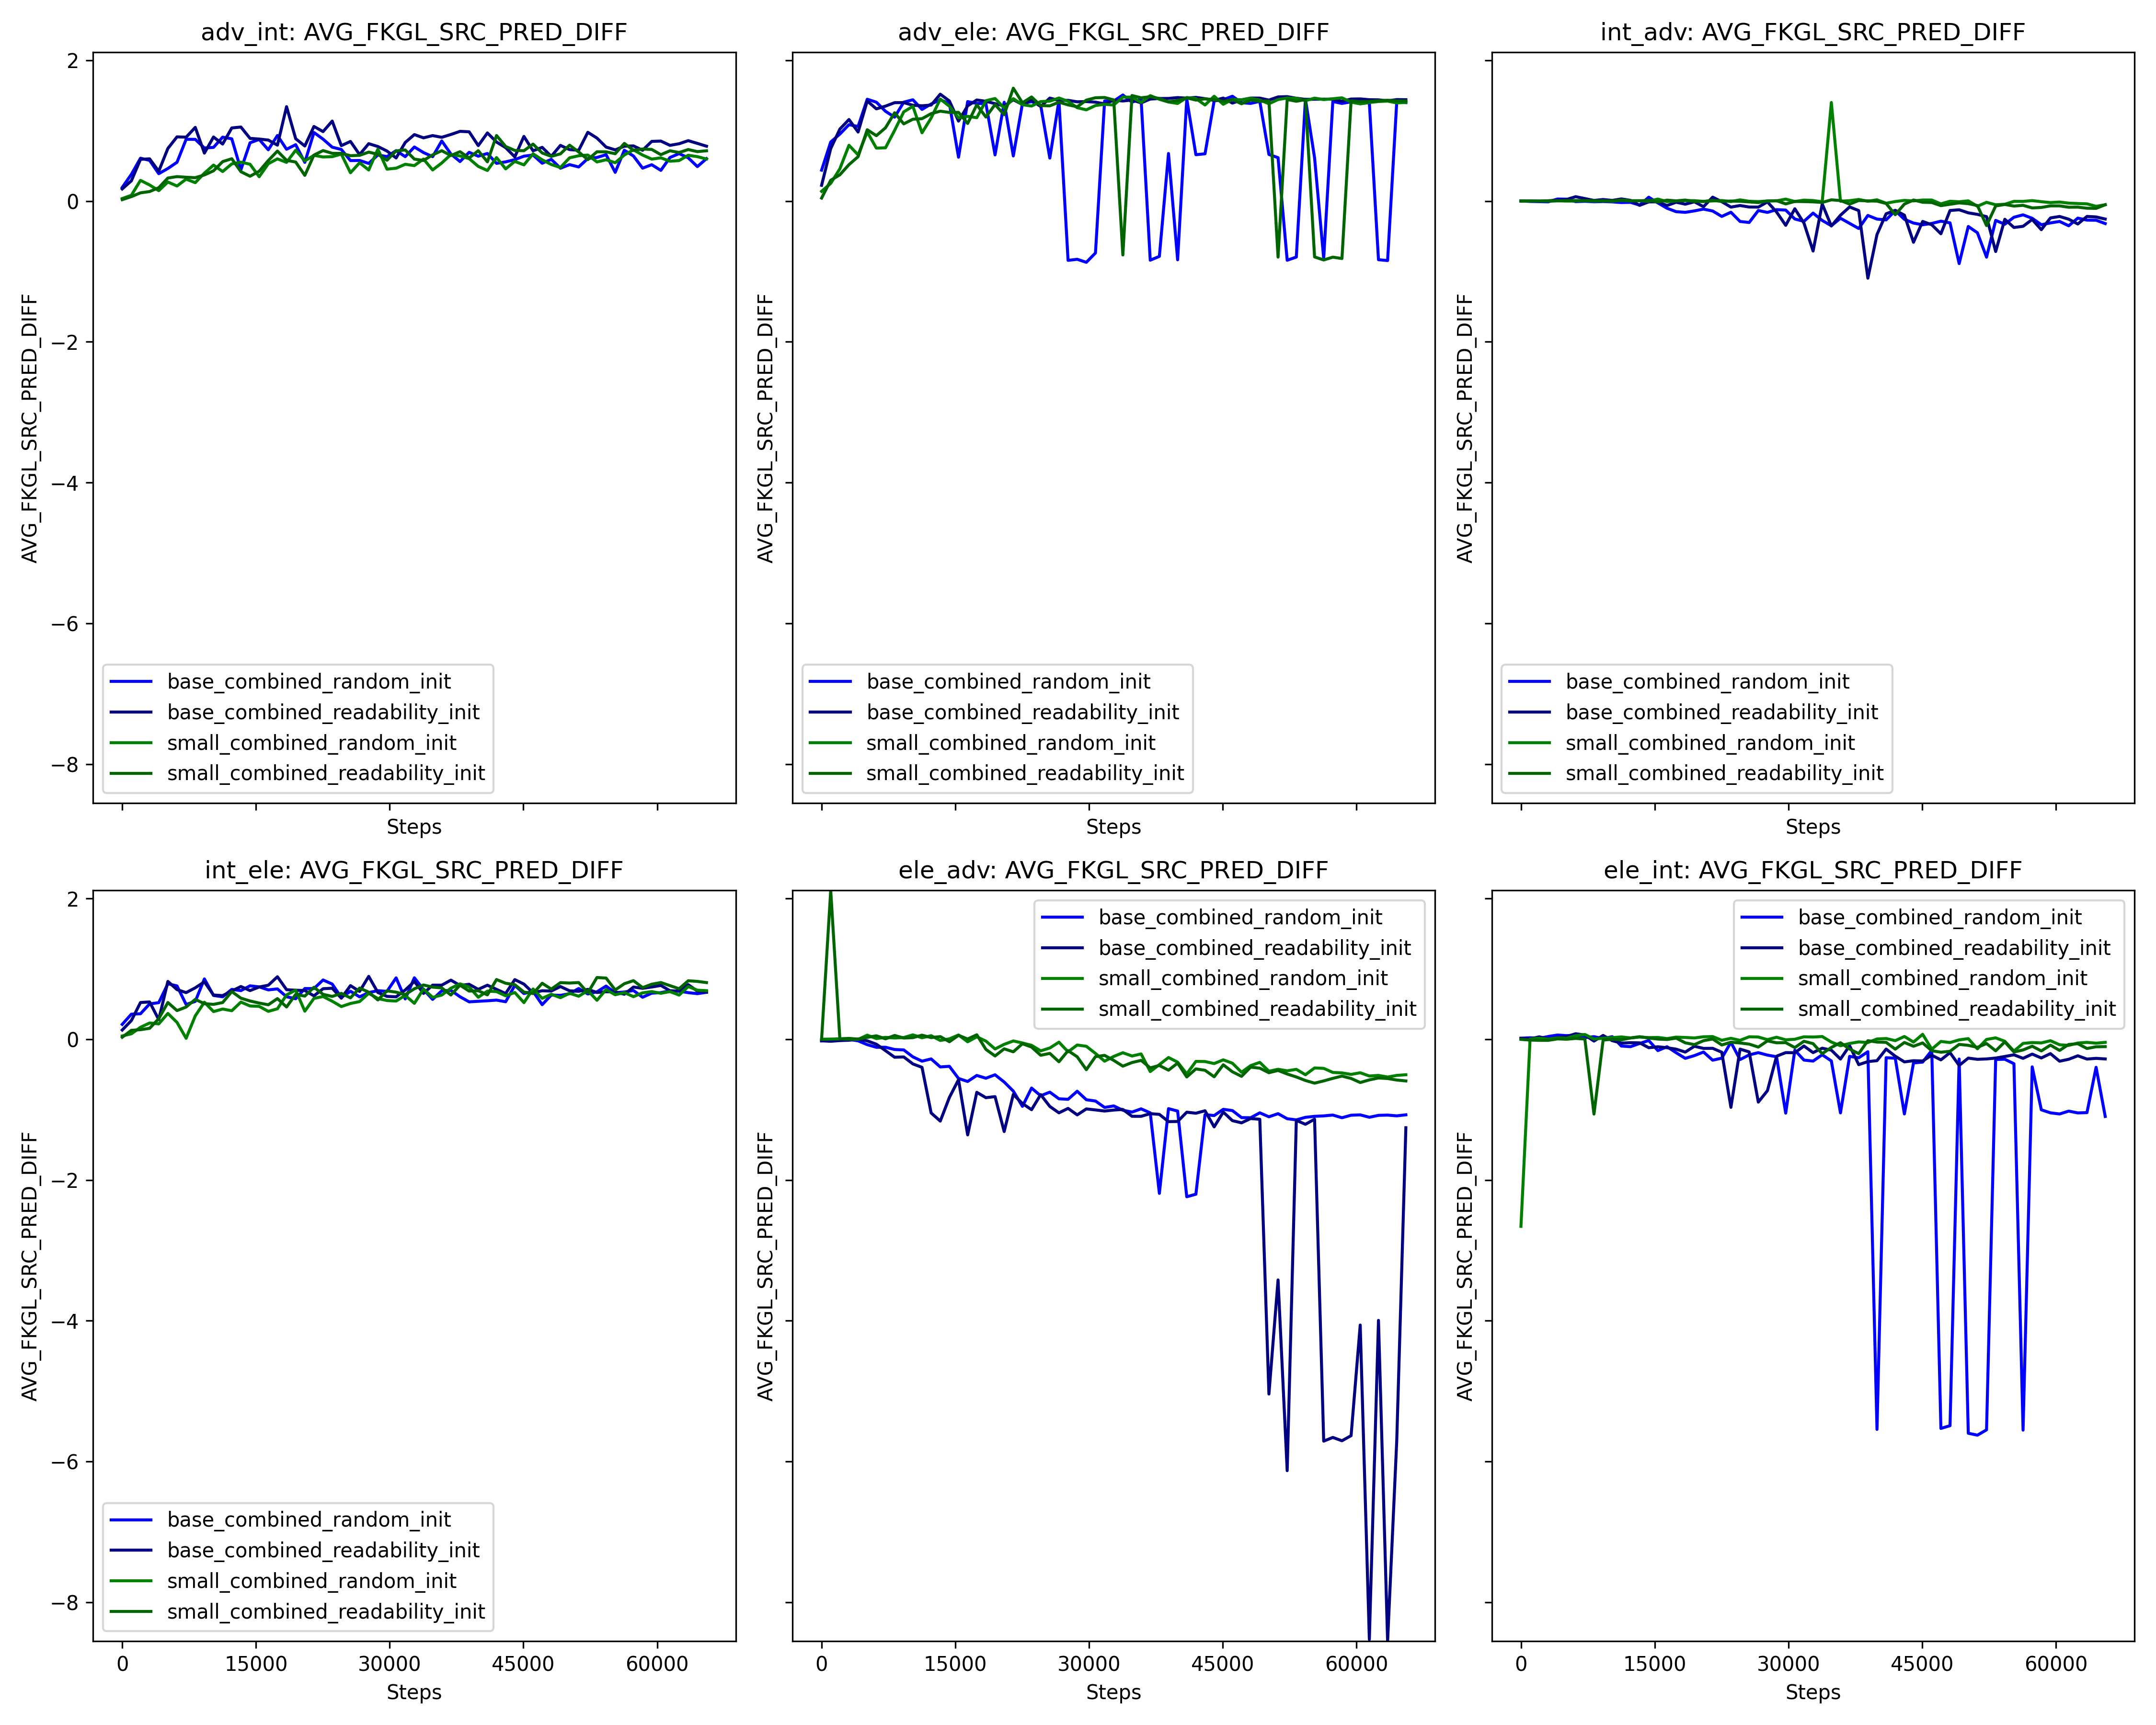 adv_int: AVG_FKGL_SRC_PRED_DIFF
AVG_FKGL_SRC_PRED_DIFF
2
0
−2
−4
−6
−8
base_combined_random_init
base_combined_readability_init
small_combined_random_init
small_combined_readability_init
Steps
adv_ele: AVG_FKGL_SRC_PRED_DIFF
AVG_FKGL_SRC_PRED_DIFF
base_combined_random_init
base_combined_readability_init
small_combined_random_init
small_combined_readability_init
Steps
int_adv: AVG_FKGL_SRC_PRED_DIFF
AVG_FKGL_SRC_PRED_DIFF
base_combined_random_init
base_combined_readability_init
small_combined_random_init
small_combined_readability_init
Steps
int_ele: AVG_FKGL_SRC_PRED_DIFF
AVG_FKGL_SRC_PRED_DIFF
2
0
−2
−4
−6
−8
base_combined_random_init
base_combined_readability_init
small_combined_random_init
small_combined_readability_init
0 15000 30000 45000 60000
Steps
ele_adv: AVG_FKGL_SRC_PRED_DIFF
AVG_FKGL_SRC_PRED_DIFF
base_combined_random_init
base_combined_readability_init
small_combined_random_init
small_combined_readability_init
0 15000 30000 45000 60000
Steps
ele_int: AVG_FKGL_SRC_PRED_DIFF
AVG_FKGL_SRC_PRED_DIFF
base_combined_random_init
base_combined_readability_init
small_combined_random_init
small_combined_readability_init
0 15000 30000 45000 60000
Steps